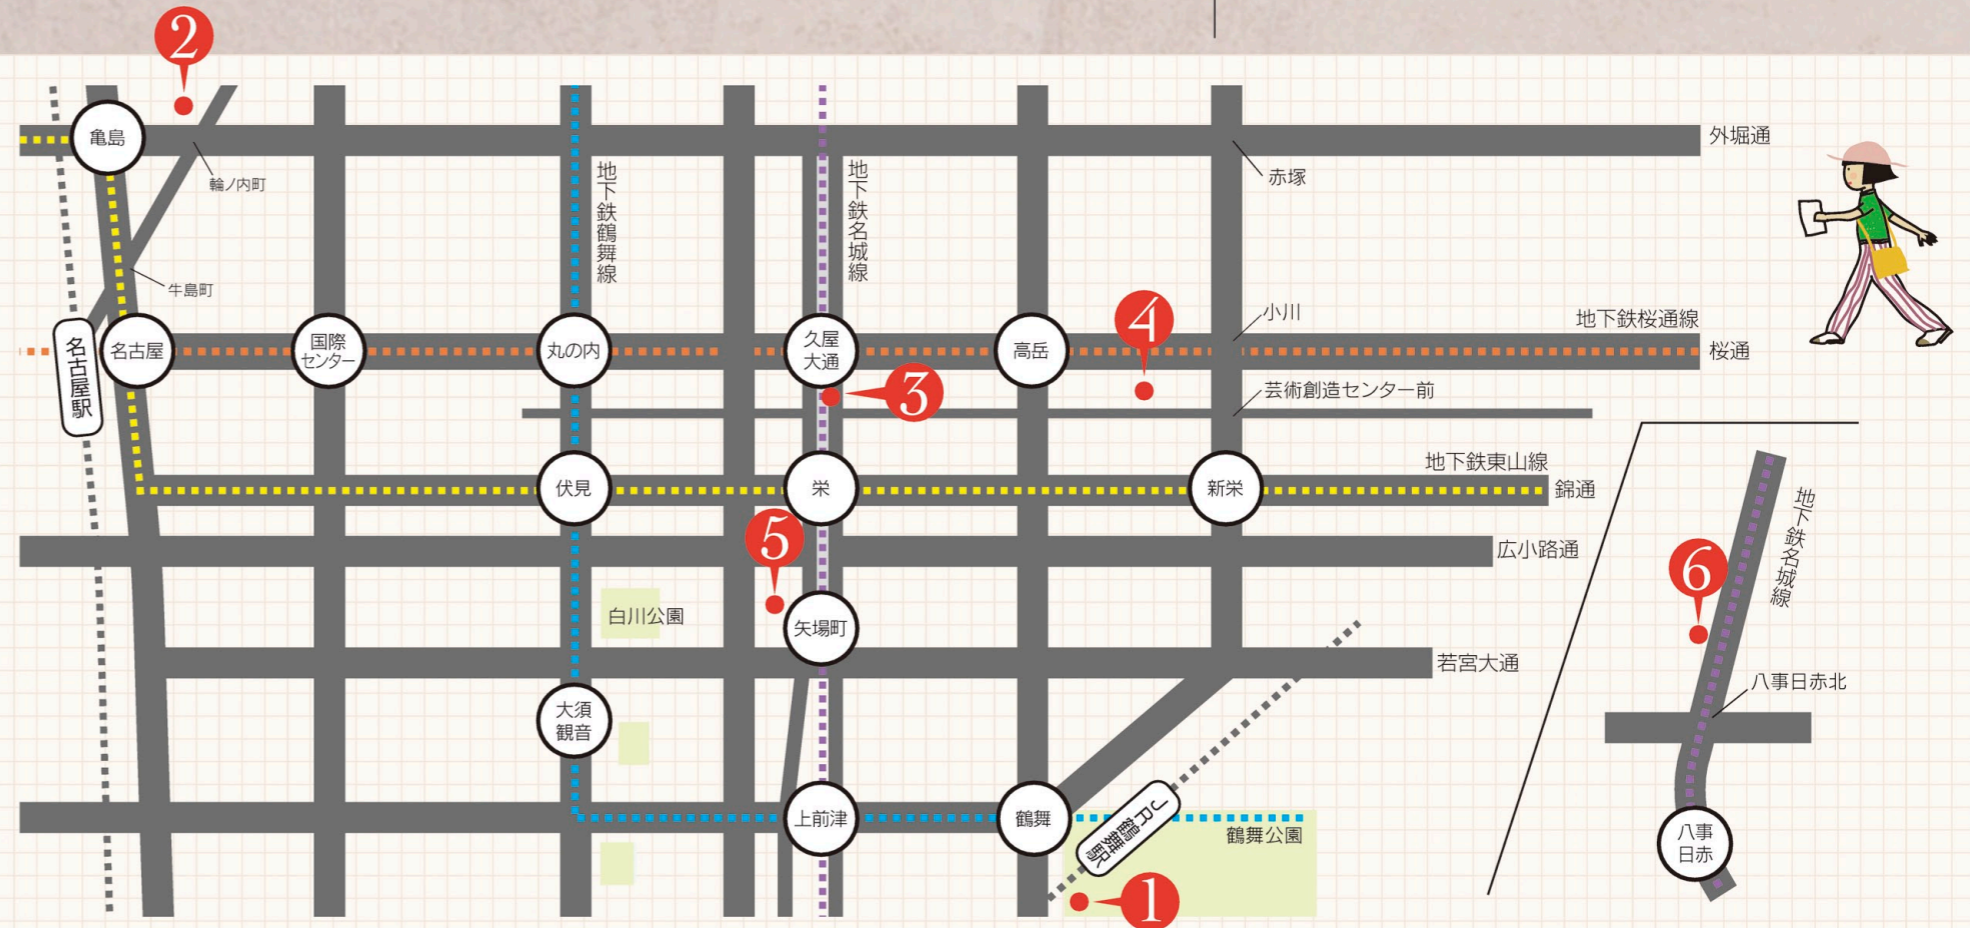 2
亀島
外堀通
輪ノ内町
地下鉄鶴舞線
地下鉄名城線
赤塚
牛島町
名古屋駅
名古屋
国際
センター
丸の内
久屋
大通
高岳
4
小川
地下鉄桜通線
桜通
3
芸術創造センター前
伏見
栄
新栄
地下鉄東山線
錦通
5
広小路通
白川公園
矢場町
若宮大通
大須
観音
上前津
鶴舞
JR鶴舞駅
鶴舞公園
1
地下鉄名城線
6
八事日赤北
八事
日赤